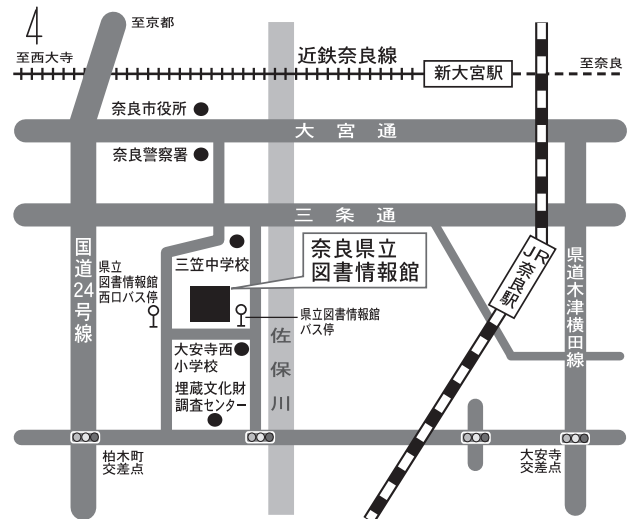 至京都
至西大寺
近鉄奈良線
新大宮駅
至奈良
奈良市役所
大宮通
奈良警察署
三条通
国道24号線
県立
図書情報館
西口バス停
三笠中学校
奈良県立
図書情報館
JR奈良駅
県道木津横田線
県立図書情報館
バス停
佐保川
大安寺西
小学校
埋蔵文化財
調査センター
柏木町
交差点
大安寺
交差点